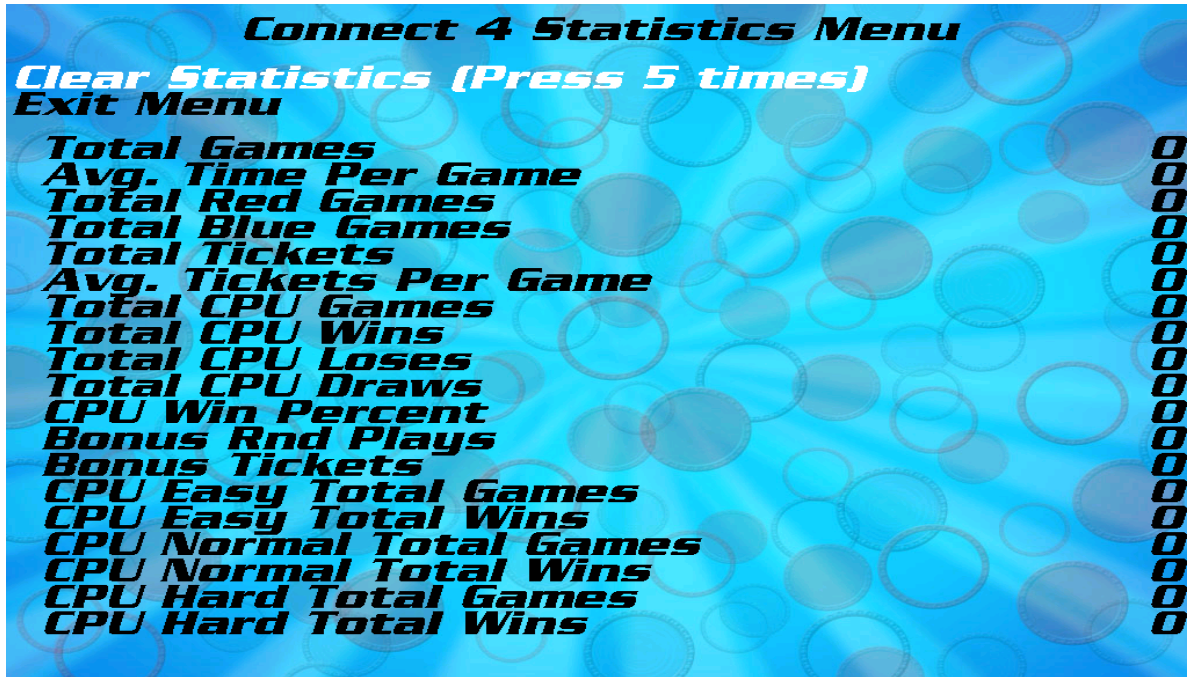 Connect 4 Statistics Menu
Clear Statistics (Press 5 times)
Exit Menu
Total Games 0
Avg. Time Per Game 0
Total Red Games 0
Total Blue Games 0
Total Tickets 0
Avg. Tickets Per Game 0
Total CPU Games 0
Total CPU Wins 0
Total CPU Loses 0
Total CPU Draws 0
CPU Win Percent 0
Bonus Rnd Plays 0
Bonus Tickets 0
CPU Easy Total Games 0
CPU Easy Total Wins 0
CPU Normal Total Games 0
CPU Normal Total Wins 0
CPU Hard Total Games 0
CPU Hard Total Wins 0